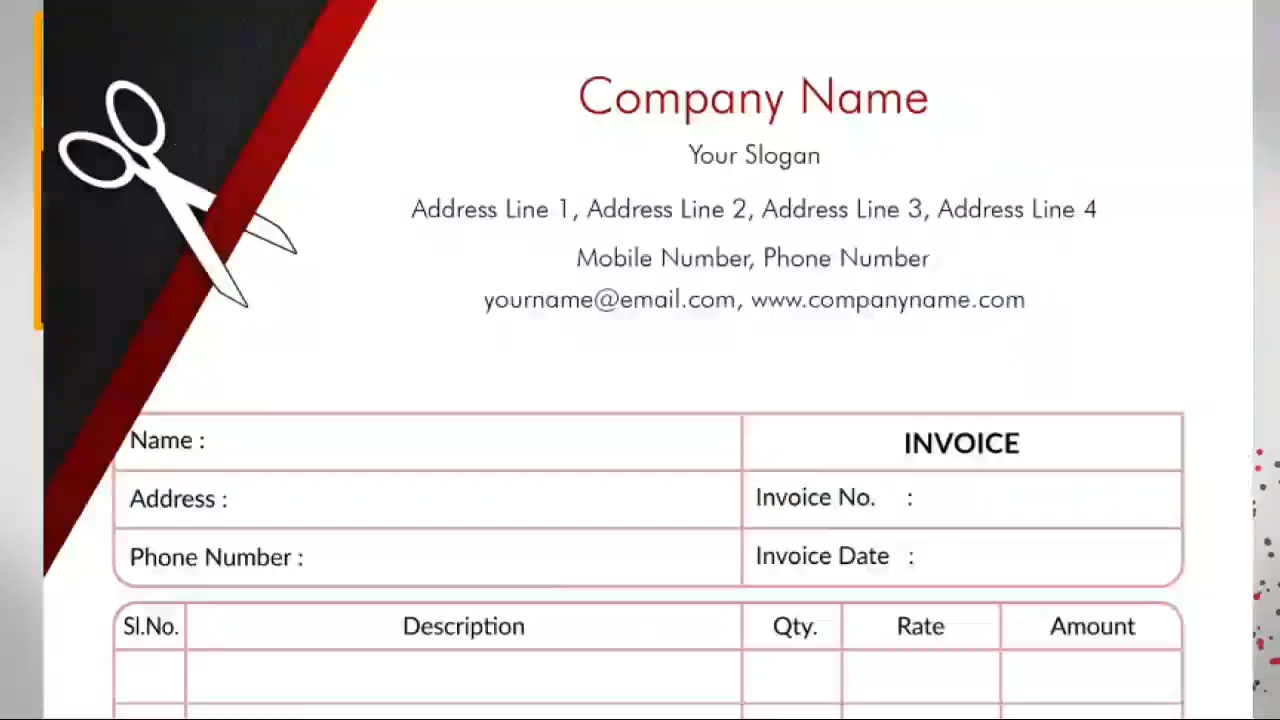 Company Name
Your Slogan
Address Line 1, Address Line 2, Address Line 3, Address Line 4
Mobile Number, Phone Number
yourname@email.com, www.companyname.com
Name :
INVOICE
Address :
Invoice No. :
Phone Number :
Invoice Date :
Sl.No. Description Qty. Rate Amount